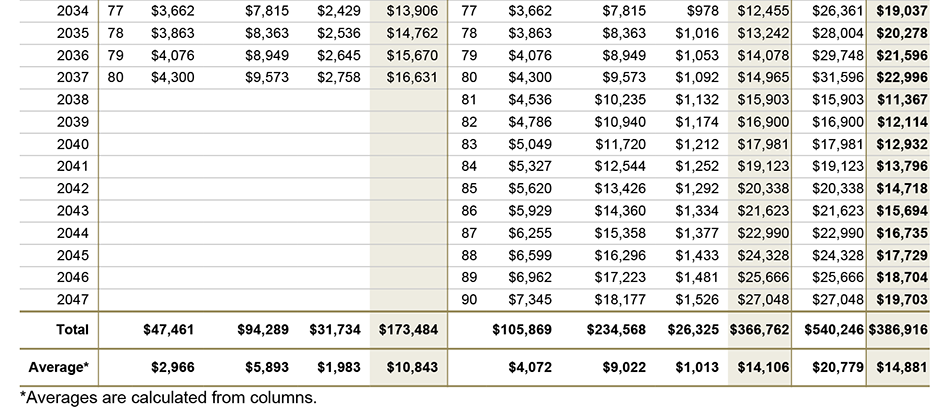 2034 77 $3,662 $7,815 $2,429 $13,906 77 $3,662 $7,815 $978 $12,455 $26,361 $19,037
2035 78 $3,863 $8,363 $2,536 $14,762 78 $3,863 $8,363 $1,016 $13,242 $28,004 $20,278
2036 79 $4,076 $8,949 $2,645 $15,670 79 $4,076 $8,949 $1,053 $14,078 $29,748 $21,596
2037 80 $4,300 $9,573 $2,758 $16,631 80 $4,300 $9,573 $1,092 $14,965 $31,596 $22,996
2038 81 $4,536 $10,235 $1,132 $15,903 $15,903 $11,367
2039 82 $4,786 $10,940 $1,174 $16,900 $16,900 $12,114
2040 83 $5,049 $11,720 $1,212 $17,981 $17,981 $12,932
2041 84 $5,327 $12,544 $1,252 $19,123 $19,123 $13,796
2042 85 $5,620 $13,426 $1,292 $20,338 $20,338 $14,718
2043 86 $5,929 $14,360 $1,334 $21,623 $21,623 $15,694
2044 87 $6,255 $15,358 $1,377 $22,990 $22,990 $16,735
2045 88 $6,599 $16,296 $1,433 $24,328 $24,328 $17,729
2046 89 $6,962 $17,223 $1,481 $25,666 $25,666 $18,704
2047 90 $7,345 $18,177 $1,526 $27,048 $27,048 $19,703
Total $47,461 $94,289 $31,734 $173,484 $105,869 $234,568 $26,325 $366,762 $540,246 $386,916
Average* $2,966 $5,893 $1,983 $10,843 $4,072 $9,022 $1,013 $14,106 $20,779 $14,881
*Averages are calculated from columns.